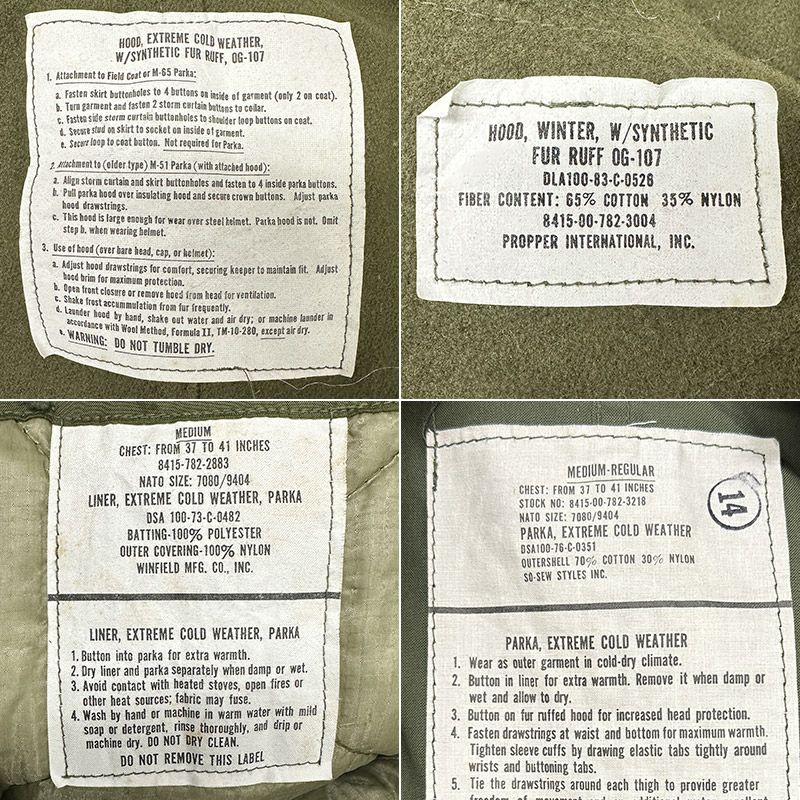 HOOD, EXTREME COLD WEATHER,
W/SYNTHETIC FUR RUFF, OG-107
1. Attachment to Field Coat or M-65 Parka:
a. Fasten skirt buttonholes to 4 buttons on inside of garment (only 2 on coat).
b. Turn garment and fasten 2 storm curtain buttons to collar.
c. Fasten side storm curtain buttonholes to shoulder loop buttons on coat.
d. Secure stud on skirt to socket on inside of garment.
e. Secure loop to coat button. Not required for Parka.
2. Attachment to (older type) M-51 Parka (with attached hood):
a. Align storm curtain and skirt buttonholes and fasten to 4 inside parka buttons.
b. Pull parka hood over insulating hood and secure crown buttons. Adjust parka
hood drawstrings.
c. This hood is large enough for wear over steel helmet. Parka hood is not. Omit
step b. when wearing helmet.
3. Use of hood (over bare head, cap, or helmet):
a. Adjust hood drawstrings for comfort, securing keeper to maintain fit. Adjust
hood brim for maximum protection.
b. Open front closure or remove hood from head for ventilation.
c. Shake frost accummulation from fur frequently.
d. Launder hood by hand, shake out water and air dry; or machine launder in
accordance with Wool Method, Formula II, TM-10-280, except air dry.
e. WARNING: DO NOT TUMBLE DRY.
HOOD, WINTER, W/SYNTHETIC
FUR RUFF OG-107
DLA100-83-C-0526
FIBER CONTENT: 65% COTTON 35% NYLON
8415-00-782-3004
PROPPER INTERNATIONAL, INC.
MEDIUM
CHEST: FROM 37 TO 41 INCHES
8415-782-2883
NATO SIZE: 7080/9404
LINER, EXTREME COLD WEATHER, PARKA
DSA 100-73-C-0482
BATTING-100% POLYESTER
OUTER COVERING-100% NYLON
WINFIELD MFG. CO., INC.
LINER, EXTREME COLD WEATHER, PARKA
1. Button into parka for extra warmth.
2. Dry liner and parka separately when damp or wet.
3. Avoid contact with heated stoves, open fires or
other heat sources; fabric may fuse.
4. Wash by hand or machine in warm water with mild
soap or detergent, rinse thoroughly, and drip or
machine dry. DO NOT DRY CLEAN.
DO NOT REMOVE THIS LABEL
14
MEDIUM-REGULAR
CHEST: FROM 37 TO 41 INCHES
STOCK NO: 8415-00-782-3218
NATO SIZE: 7080/9404
PARKA, EXTREME COLD WEATHER
DSA100-76-C-0351
OUTERSHELL 70% COTTON 30% NYLON
SO-SEW STYLES INC.
PARKA, EXTREME COLD WEATHER
1. Wear as outer garment in cold-dry climate.
2. Button in liner for extra warmth. Remove it when damp or
wet and allow to dry.
3. Button on fur ruffed hood for increased head protection.
4. Fasten drawstrings at waist and bottom for maximum warmth.
Tighten sleeve cuffs by drawing elastic tabs tightly around
wrists and buttoning tabs.
5. Tie the drawstrings around each thigh to provide greater
freedom of movement